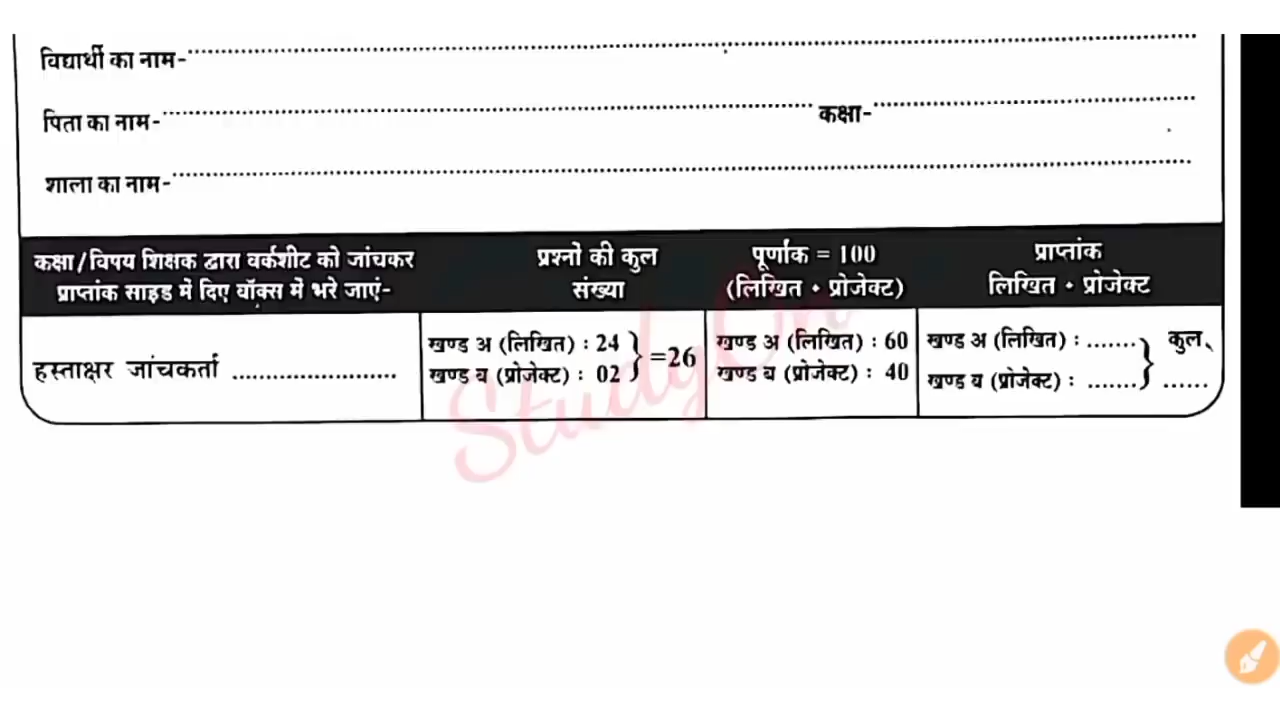 विद्यार्थी का नाम-
पिता का नाम- कक्षा-
शाला का नाम-
कक्षा/विषय शिक्षक द्वारा वर्कशीट को जांचकर
प्राप्तांक साइड में दिए बॉक्स में भरे जाएं-
प्रश्नो की कुल
संख्या
पूर्णांक = 100
(लिखित + प्रोजेक्ट)
प्राप्तांक
लिखित + प्रोजेक्ट
हस्ताक्षर जांचकर्ता ........................
खण्ड अ (लिखित) : 24
खण्ड ब (प्रोजेक्ट) : 02
=26
खण्ड अ (लिखित) : 60
खण्ड ब (प्रोजेक्ट) : 40
खण्ड अ (लिखित) : .......
खण्ड ब (प्रोजेक्ट) : .......
कुल
......
StudyOn